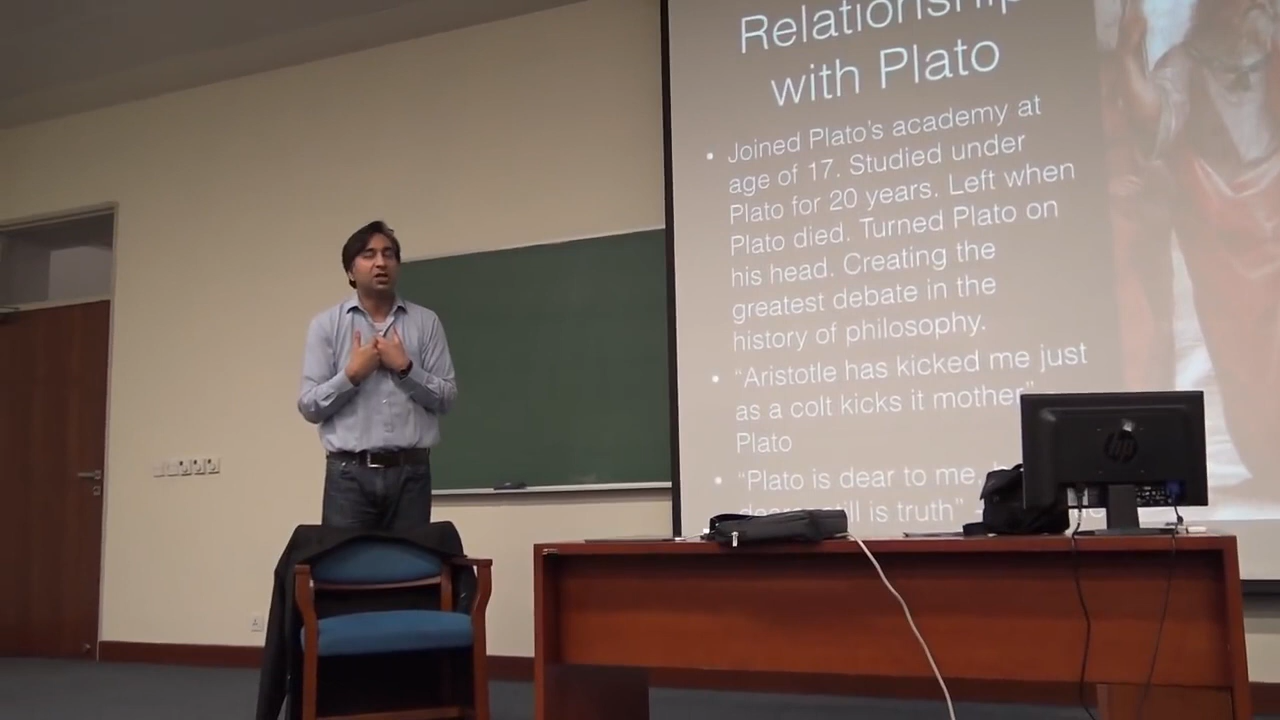 Relationship
with Plato
• Joined Plato's academy at
age of 17. Studied under
Plato for 20 years. Left when
Plato died. Turned Plato on
his head. Creating the
greatest debate in the
history of philosophy.
• "Aristotle has kicked me just
as a colt kicks it mother"
Plato
• "Plato is dear to me,
still is truth" -
hp